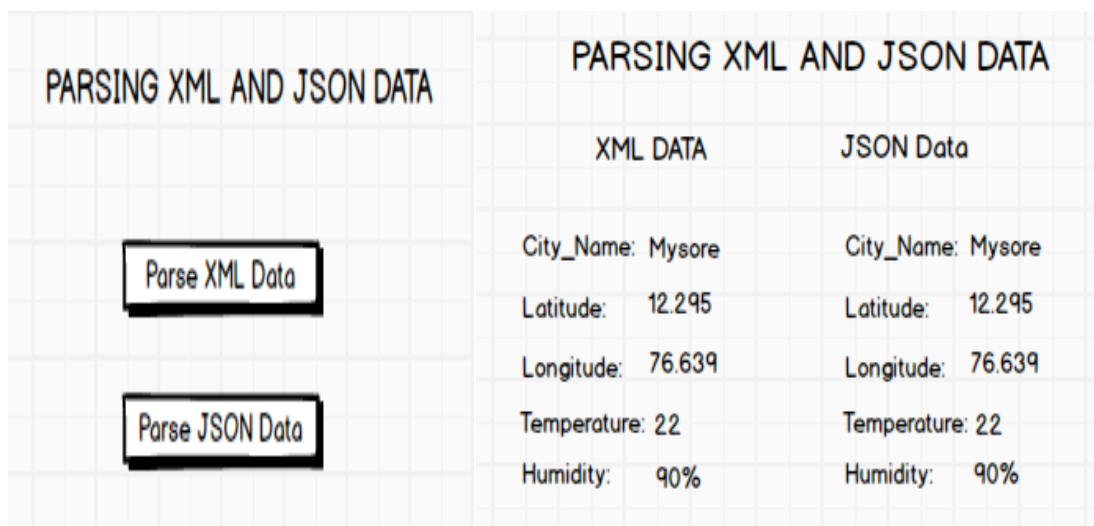 PARSING XML AND JSON DATA
Parse XML Data
Parse JSON Data
PARSING XML AND JSON DATA
XML DATA
City_Name: Mysore
Latitude: 12.295
Longitude: 76.639
Temperature: 22
Humidity: 90%
JSON Data
City_Name: Mysore
Latitude: 12.295
Longitude: 76.639
Temperature: 22
Humidity: 90%